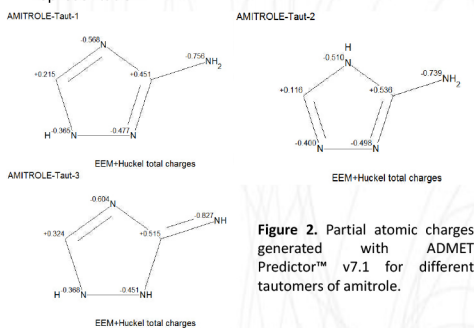 AMITROLE-Taut-1
-0.568 N
-0.756 NH2
+0.215
+0.451
H -0.365 N
-0.477 N
EEM+Huckel total charges
AMITROLE-Taut-2
H
-0.510 N
-0.739 NH2
+0.116
+0.536
-0.400 N
-0.498 N
EEM+Huckel total charges
AMITROLE-Taut-3
-0.604 N
-0.627 NH
+0.324
+0.515
H -0.368 N
-0.451 NH
EEM+Huckel total charges
Figure 2. Partial atomic charges
generated with ADMET
Predictor™ v7.1 for different
tautomers of amitrole.